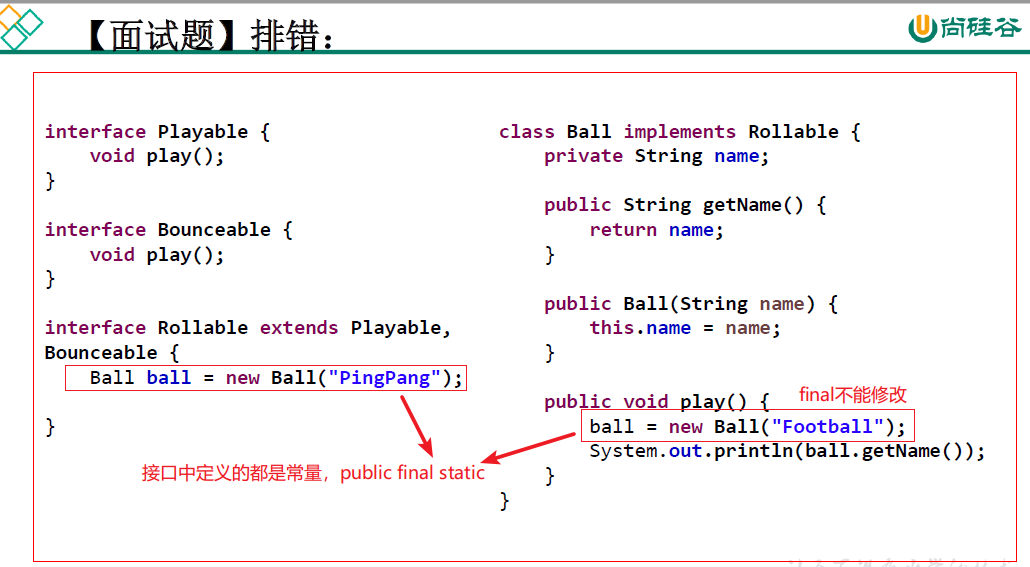 【面试题】排错：
尚硅谷
interface Playable {
    void play();
}
interface Bounceable {
    void play();
}
interface Rollable extends Playable,
Bounceable {
    Ball ball = new Ball("PingPang");
}
接口中定义的都是常量，public final static
class Ball implements Rollable {
    private String name;
    public String getName() {
        return name;
    }
    public Ball(String name) {
        this.name = name;
    }
final不能修改
    public void play() {
        ball = new Ball("Football");
        System.out.println(ball.getName());
    }
}